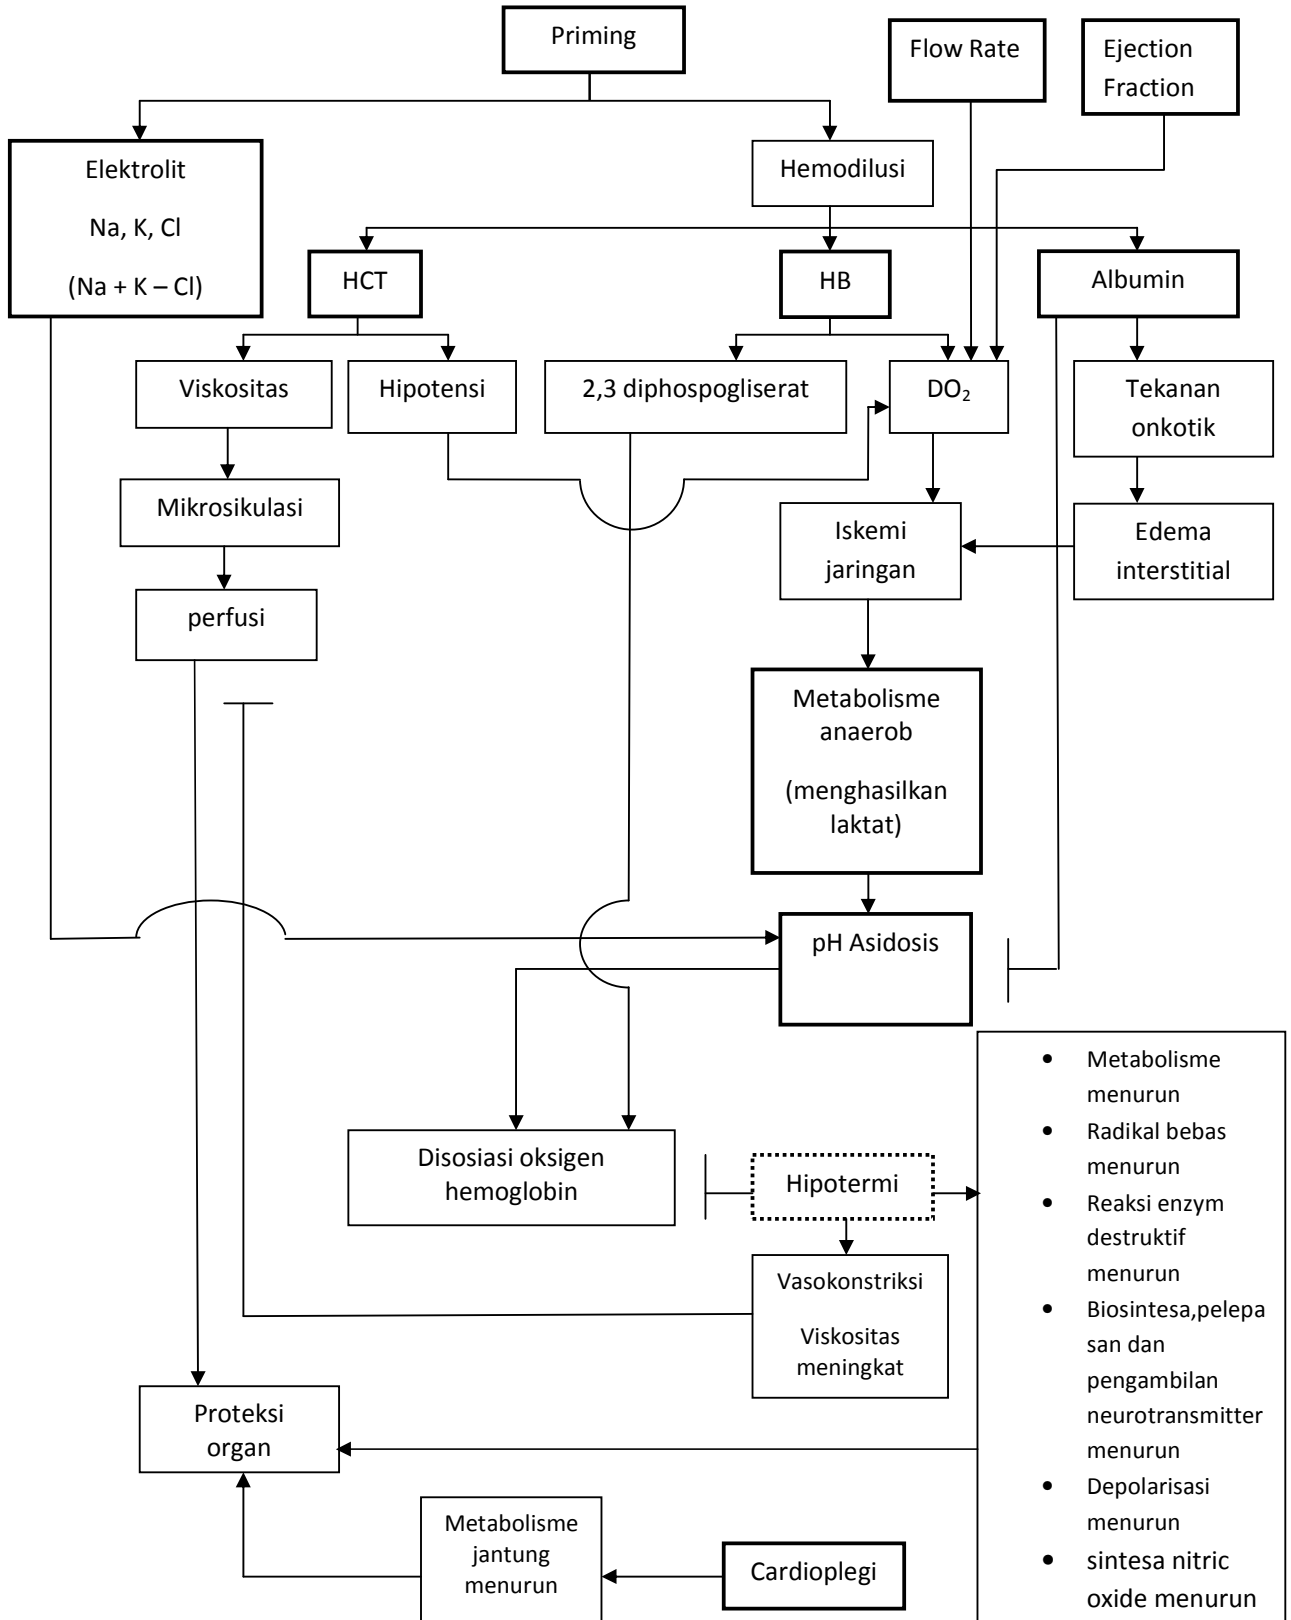 Priming
Flow Rate
Ejection
Fraction
Elektrolit
Na, K, Cl
(Na + K – Cl)
Hemodilusi
HCT
HB
Albumin
Viskositas
Hipotensi
2,3 diphospogliserat
DO₂
Tekanan
onkotik
Mikrosikulasi
Iskemi
jaringan
Edema
interstitial
perfusi
Metabolisme
anaerob
(menghasilkan
laktat)
pH Asidosis
Disosiasi oksigen
hemoglobin
Hipotermi
Vasokonstriksi
Viskositas
meningkat
• Metabolisme
menurun
• Radikal bebas
menurun
• Reaksi enzym
destruktif
menurun
• Biosintesa,pelepa
san dan
pengambilan
neurotransmitter
menurun
• Depolarisasi
menurun
• sintesa nitric
oxide menurun
Proteksi
organ
Metabolisme
jantung
menurun
Cardioplegi